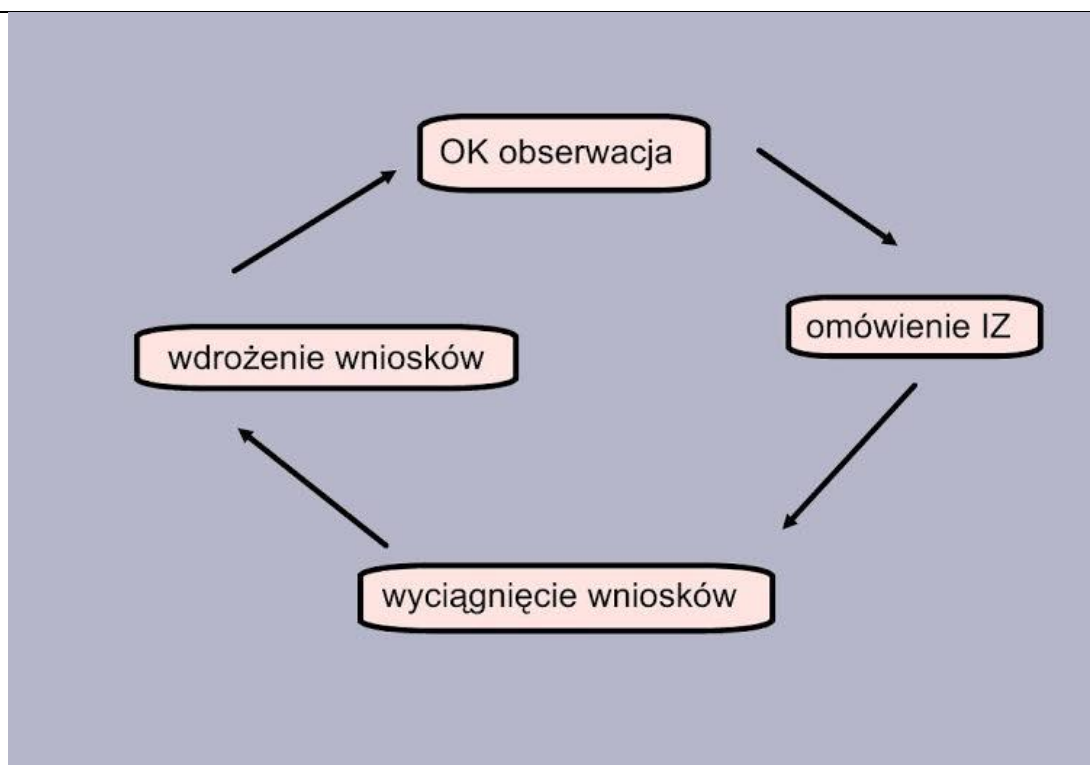 OK obserwacja
omówienie IZ
wyciągnięcie wniosków
wdrożenie wniosków